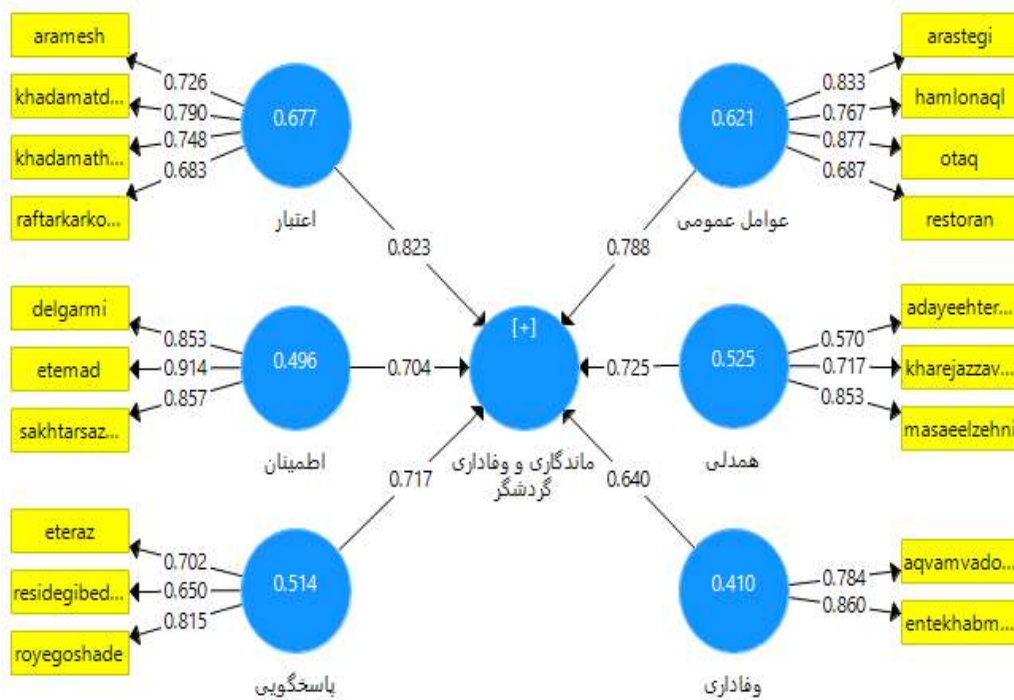 aramesh
khadamatd...
khadamath...
raftarkarko...
0.726
0.790
0.748
0.683
0.677
اعتبار
0.823
delgarmi
etemad
sakhtarsaz...
0.853
0.914
0.857
0.496
اطمینان
0.704
eteraz
residegibed...
royegoshade
0.702
0.650
0.815
0.514
پاسخگویی
0.717
[+]
ماندگاری و وفاداری
گردشگر
arastegi
hamlonaql
otaq
restoran
0.833
0.767
0.877
0.687
0.621
عوامل عمومی
0.788
adayeehter...
kharejazzav...
masaeelzehni
0.570
0.717
0.853
0.525
همدلی
0.725
aqvamvado...
entekhabm...
0.784
0.860
0.410
وفاداری
0.640